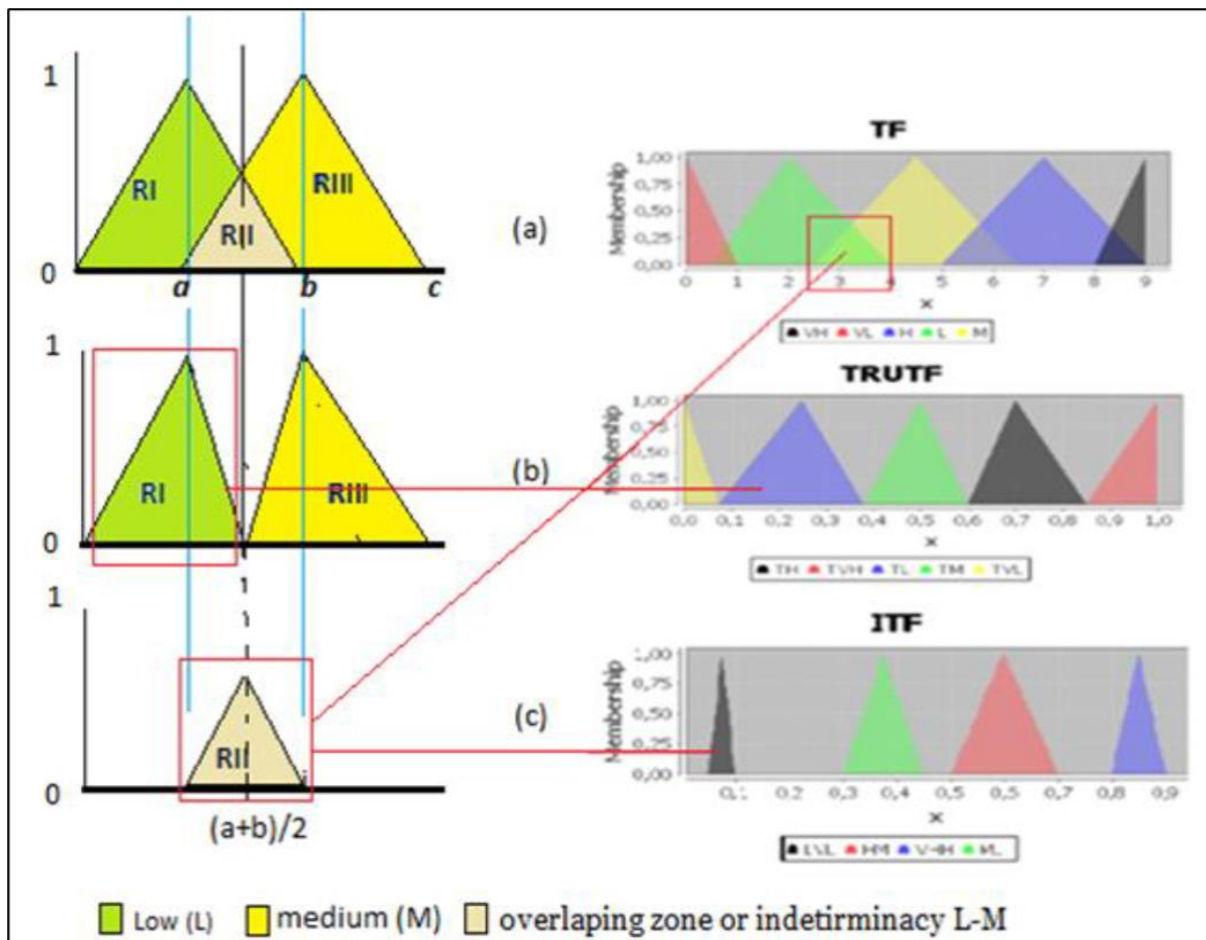 1
RI
RII
RIII
0
a
b
c
(a)
TF
Membership
1,00
0,75
0,50
0,25
0,00
0 1 2 3 4 5 6 7 8 9
x
VH VL H L M
1
RI
RIII
0
(b)
TRUTF
Membership
1,00
0,75
0,50
0,25
0,00
0,0 0,1 0,2 0,3 0,4 0,5 0,6 0,7 0,8 0,9 1,0
x
TH TVH TL TM TVL
1
RII
0
(a+b)/2
(c)
ITF
Membership
1,00
0,75
0,50
0,25
0,00
0,1 0,2 0,3 0,4 0,5 0,6 0,7 0,8 0,9
x
HM
Low (L) medium (M) overlaping zone or indetirminacy L-M